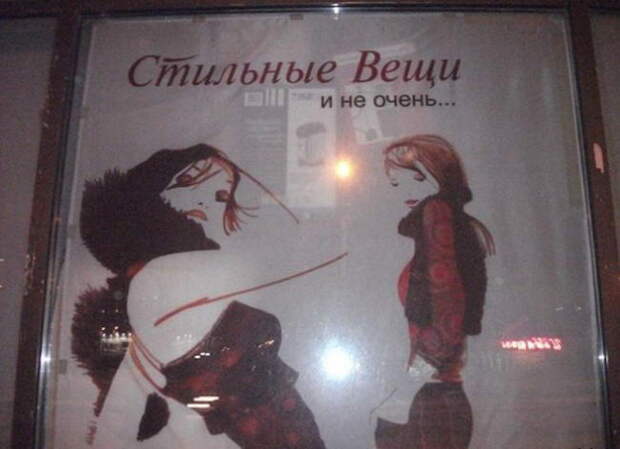 Стильные Вещи
и не очень...